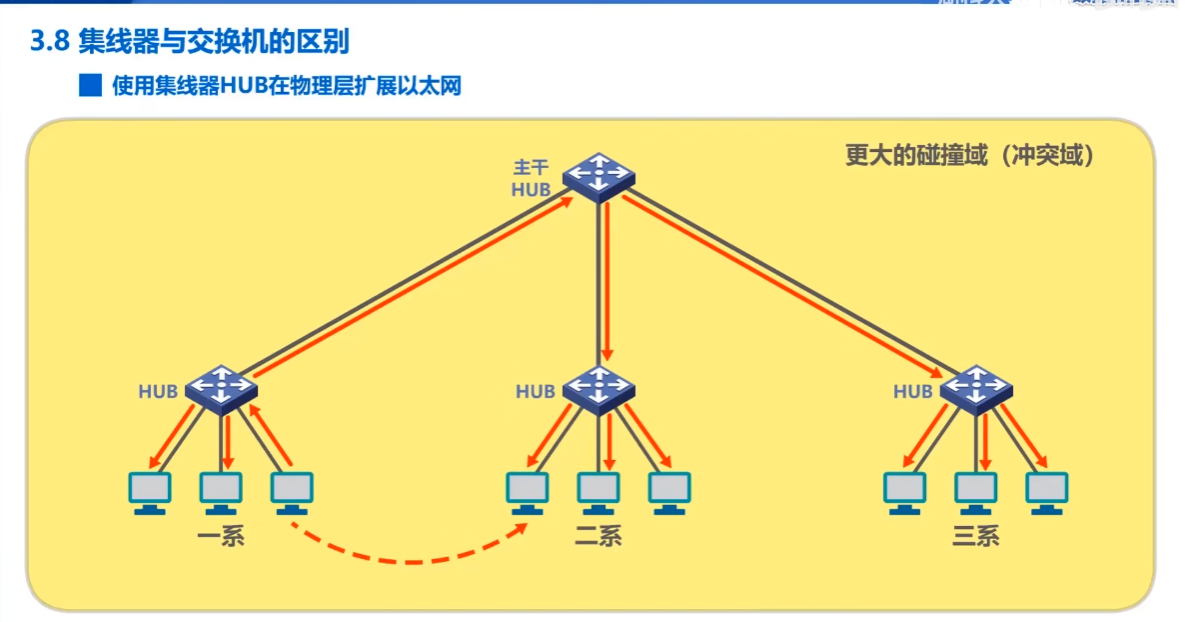 3.8 集线器与交换机的区别
使用集线器HUB在物理层扩展以太网
更大的碰撞域（冲突域）
主干
HUB
HUB
HUB
HUB
一系
二系
三系